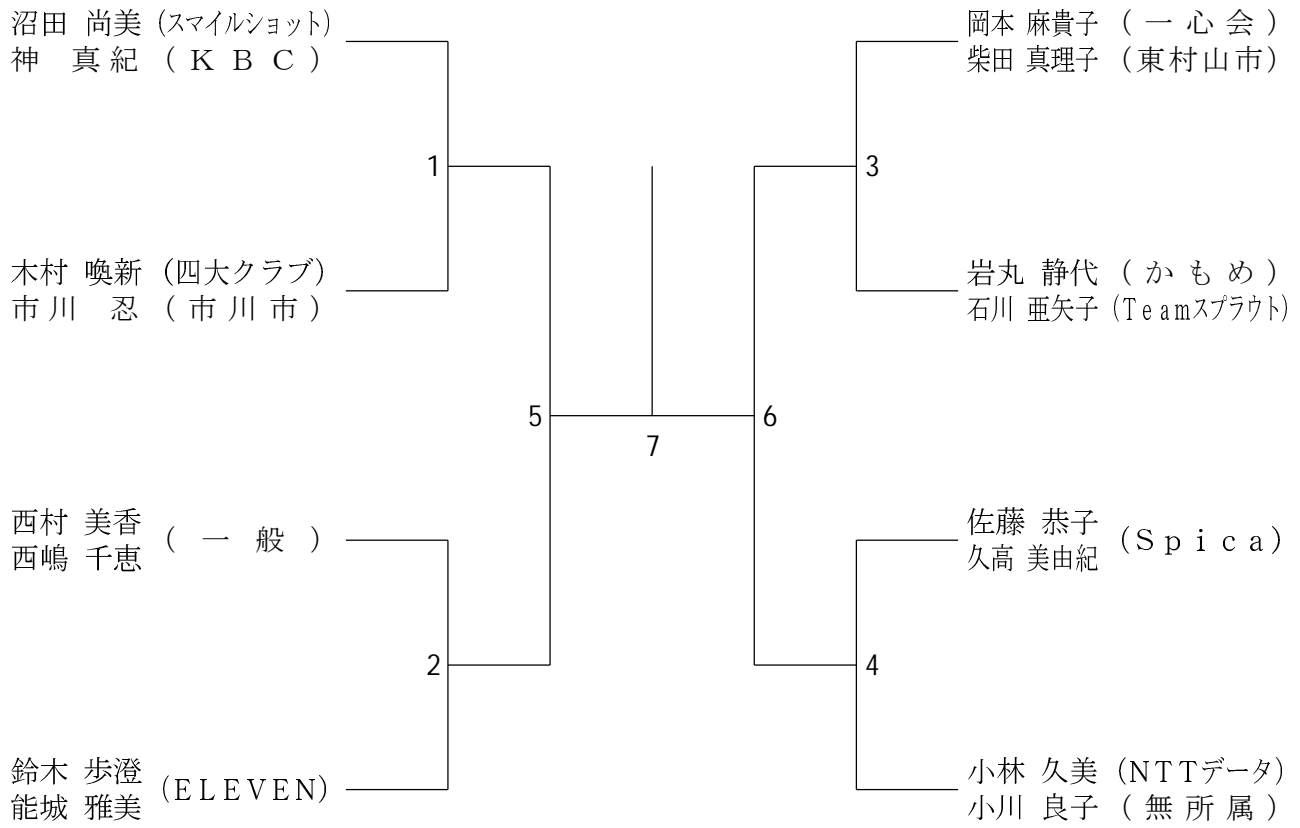 沼田 尚美 (スマイルショット)
神 真紀 (KBC)
1
木村 喚新 (四大クラブ)
市川 忍 (市川市)
5
西村 美香
西嶋 千恵
(一般)
2
鈴木 歩澄
能城 雅美
(ELEVEN)
7
岡本 麻貴子 (一心会)
柴田 真理子 (東村山市)
3
岩丸 静代 (かもめ)
石川 亜矢子 (Teamスプラウト)
6
佐藤 恭子
久高 美由紀
(Spica)
4
小林 久美 (NTTデータ)
小川 良子 (無所属)